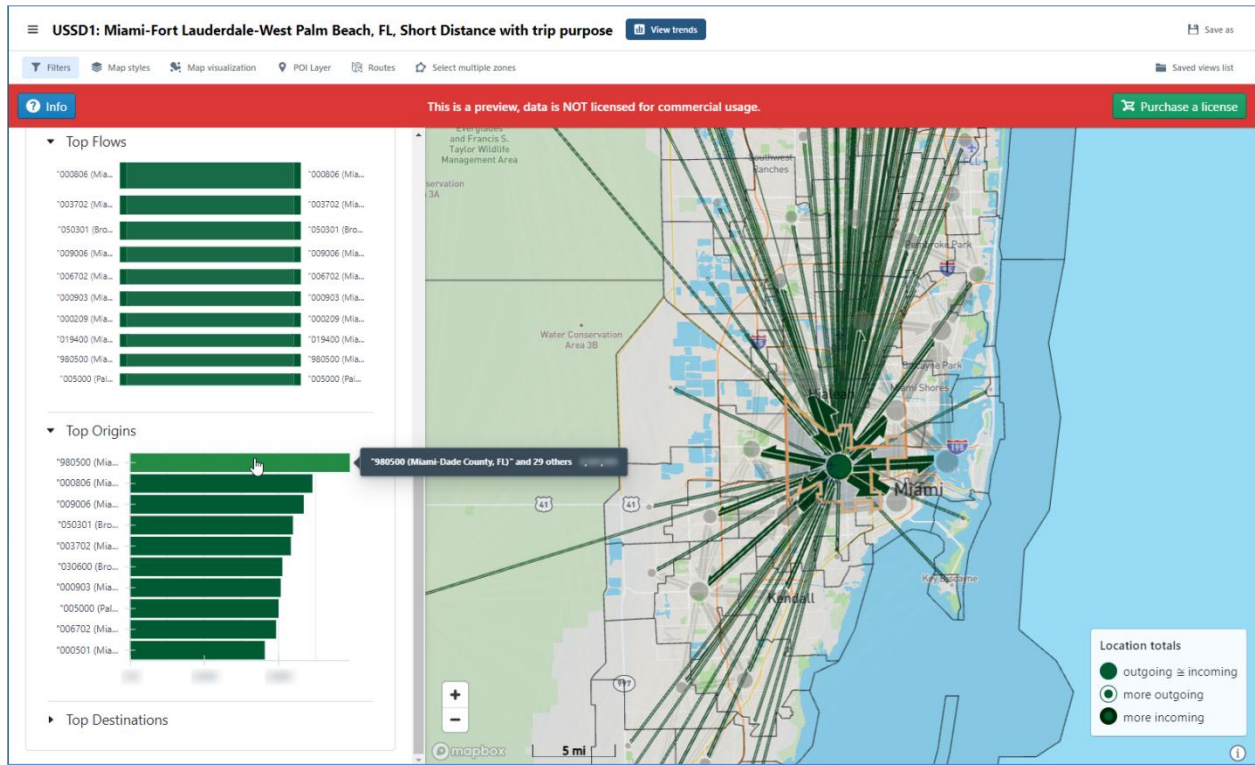 USSD1: Miami-Fort Lauderdale-West Palm Beach, FL, Short Distance with trip purpose
View trends
Save as
Filters
Map styles
Map visualization
POI Layer
Routes
Select multiple zones
Saved views list
Info
This is a preview, data is NOT licensed for commercial usage.
Purchase a license
Top Flows
"000806 (Mia...
"000806 (Mia...
"003702 (Mia...
"003702 (Mia...
"050301 (Bro...
"050301 (Bro...
"009006 (Mia...
"009006 (Mia...
"006702 (Mia...
"006702 (Mia...
"000903 (Mia...
"000903 (Mia...
"000209 (Mia...
"000209 (Mia...
"019400 (Mia...
"019400 (Mia...
"980500 (Mia...
"980500 (Mia...
"005000 (Pal...
"005000 (Pal...
Top Origins
"980500 (Mia...
"000806 (Mia...
"009006 (Mia...
"050301 (Bro...
"003702 (Mia...
"030600 (Bro...
"000903 (Mia...
"005000 (Pal...
"006702 (Mia...
"000501 (Mia...
"980500 (Miami-Dade County, FL)" and 29 others
Top Destinations
Everglades
and Francis S.
Taylor Wildlife
Management Area
servation
3A
Southwest
Ranches
FLL
Pembroke Park
Water Conservation
Area 3B
Biscayne Park
Miami Shores
Hialeah
195
Miami
41
41
Key Biscayne
Kendall
997
+
−
mapbox
5 mi
Location totals
outgoing ≅ incoming
more outgoing
more incoming